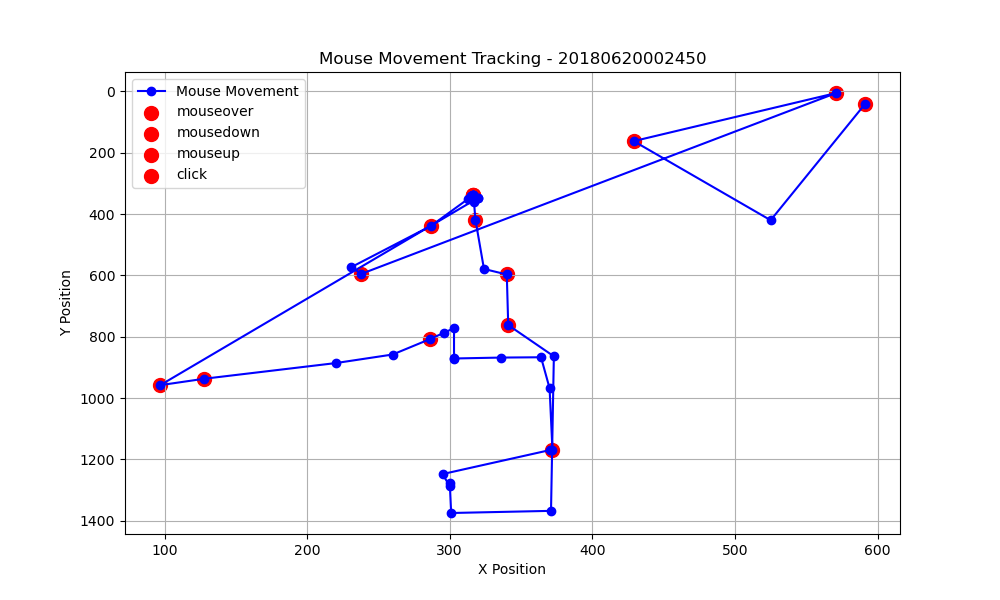 Mouse Movement Tracking - 20180620002450
Mouse Movement
mouseover
mousedown
mouseup
click
Y Position
0
200
400
600
800
1000
1200
1400
100 200 300 400 500 600
X Position